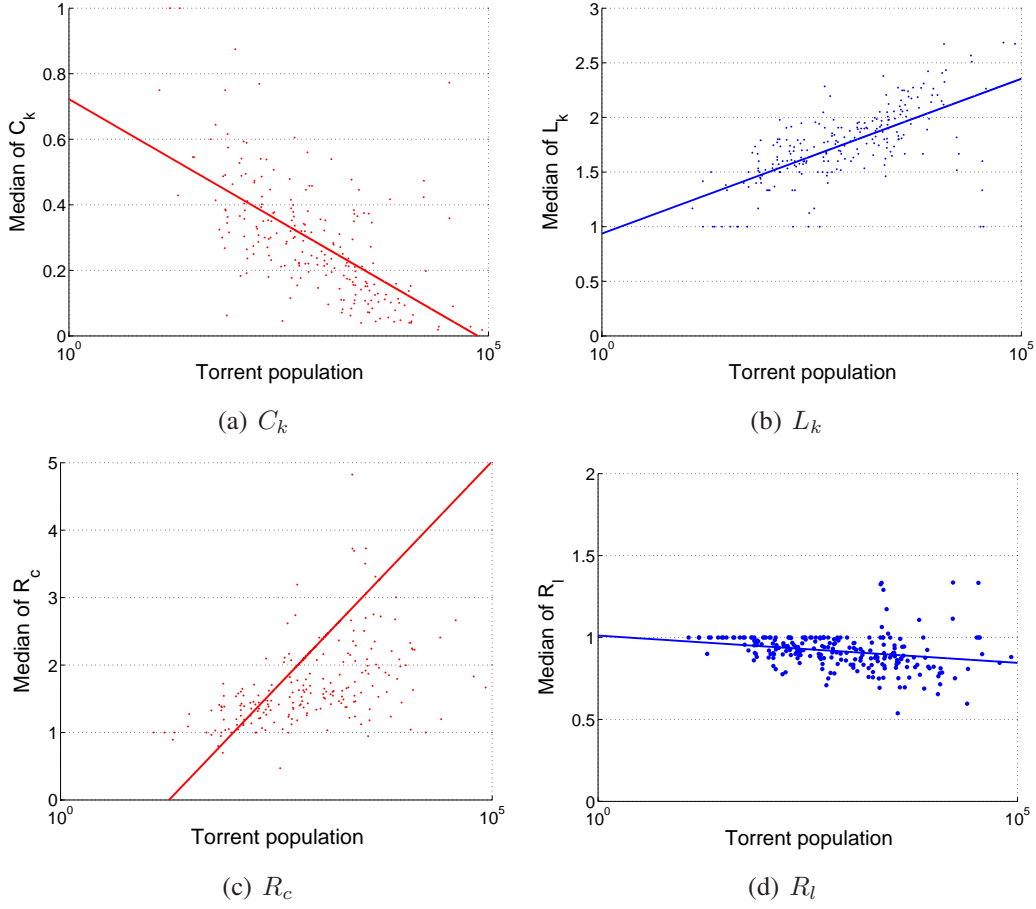 1
0.8
0.6
0.4
0.2
0
10^0
10^5
Median of C_k
Torrent population
(a) C_k
3
2.5
2
1.5
1
0.5
0
10^0
10^5
Median of L_k
Torrent population
(b) L_k
5
4
3
2
1
0
10^0
10^5
Median of R_c
Torrent population
(c) R_c
2
1.5
1
0.5
0
10^0
10^5
Median of R_l
Torrent population
(d) R_l